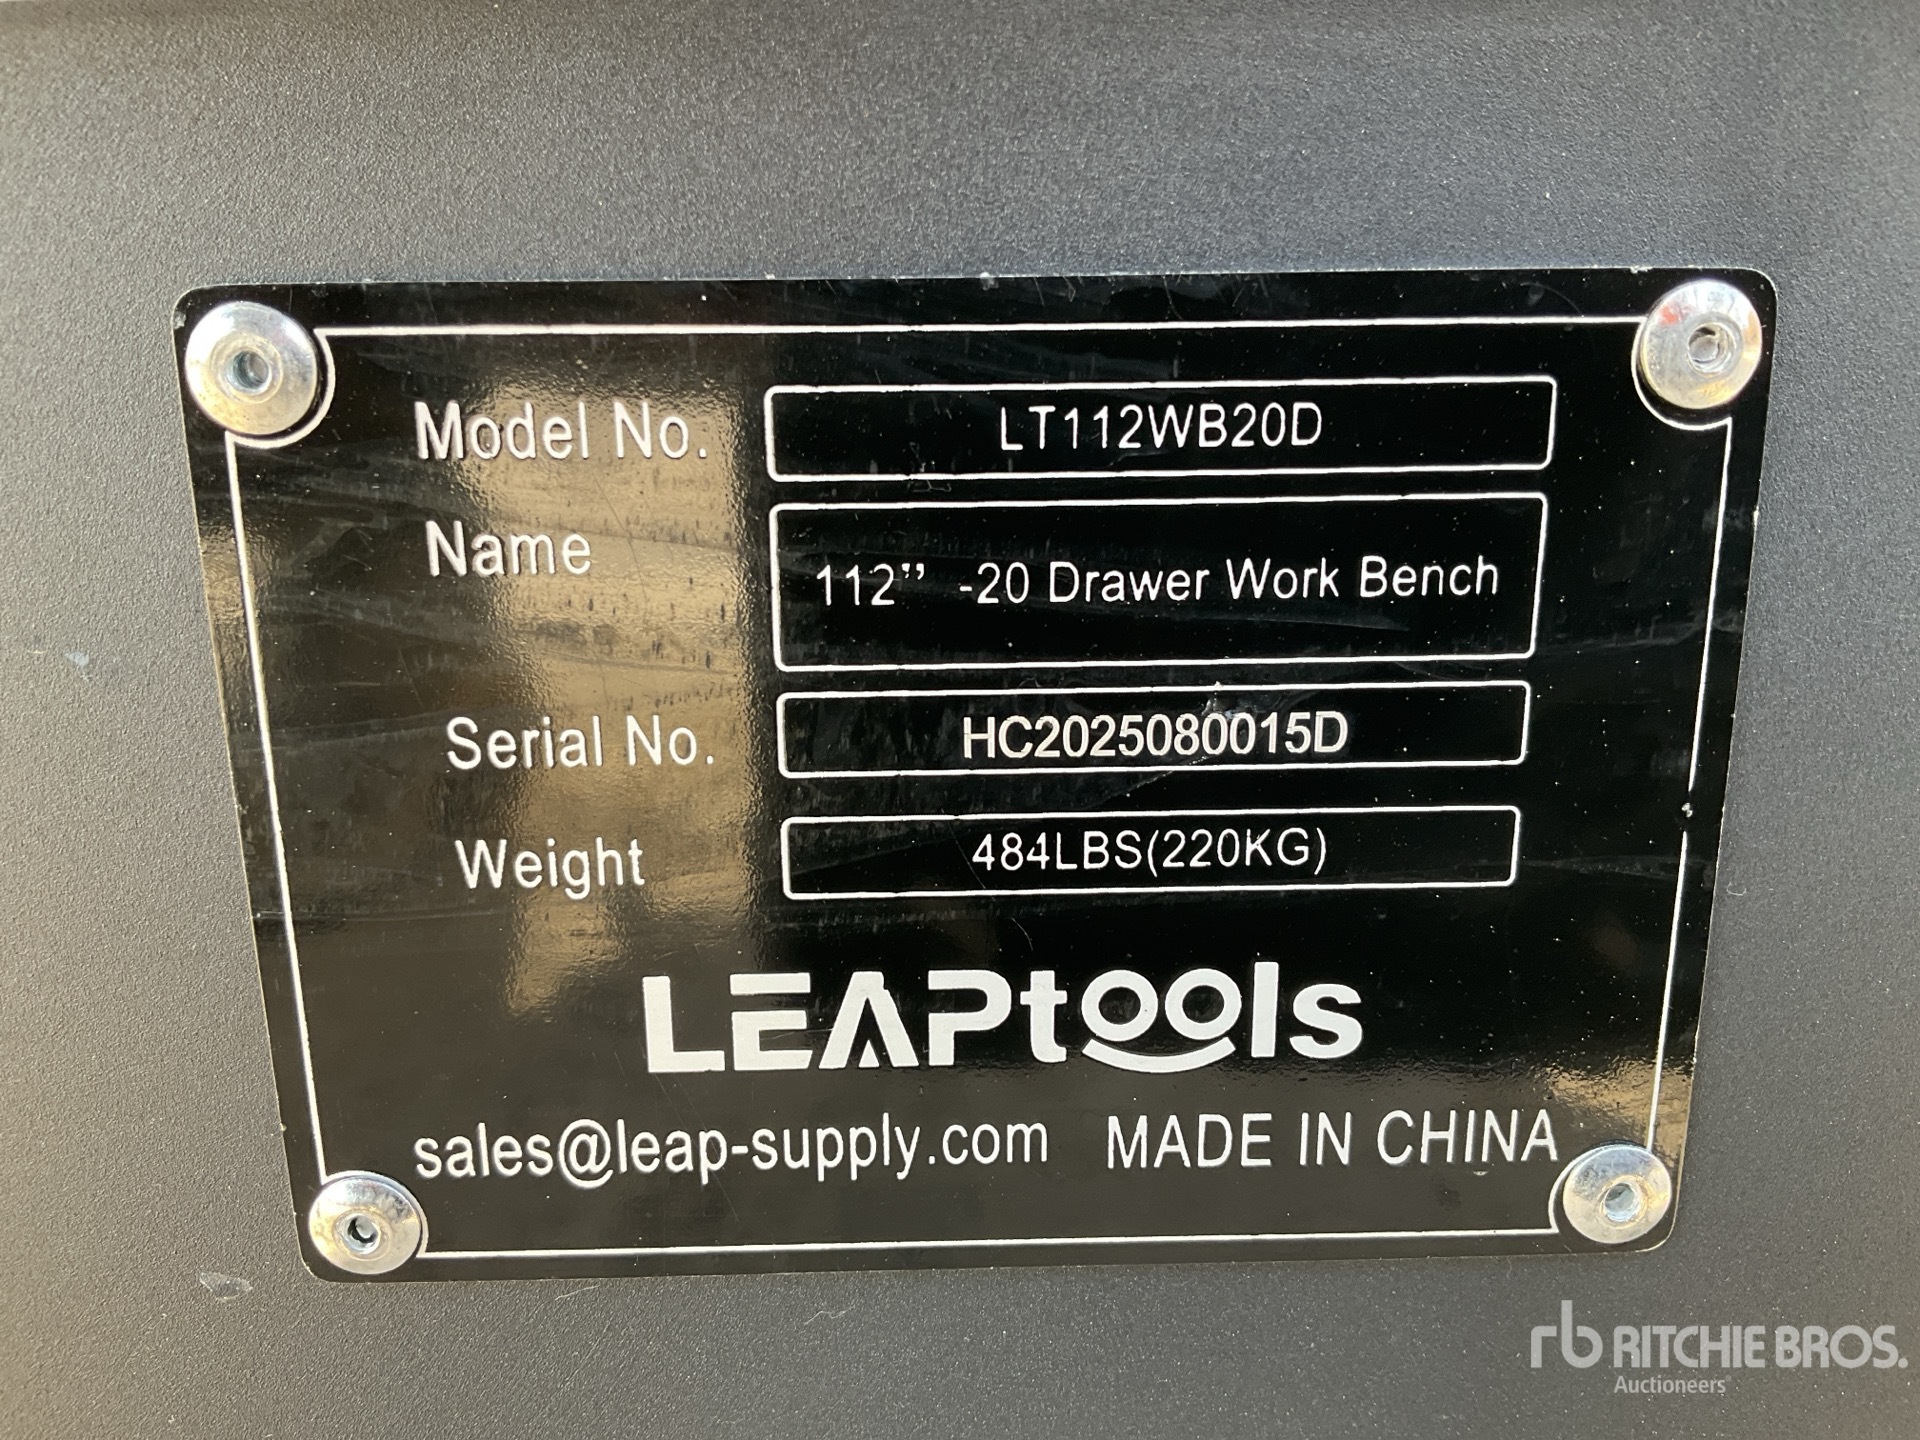 Model No. LT112WB20D
Name 112” -20 Drawer Work Bench
Serial No. HC2025080015D
Weight 484LBS(220KG)
LEAPtools
sales@leap-supply.com MADE IN CHINA
rb RITCHIE BROS.
Auctioneers